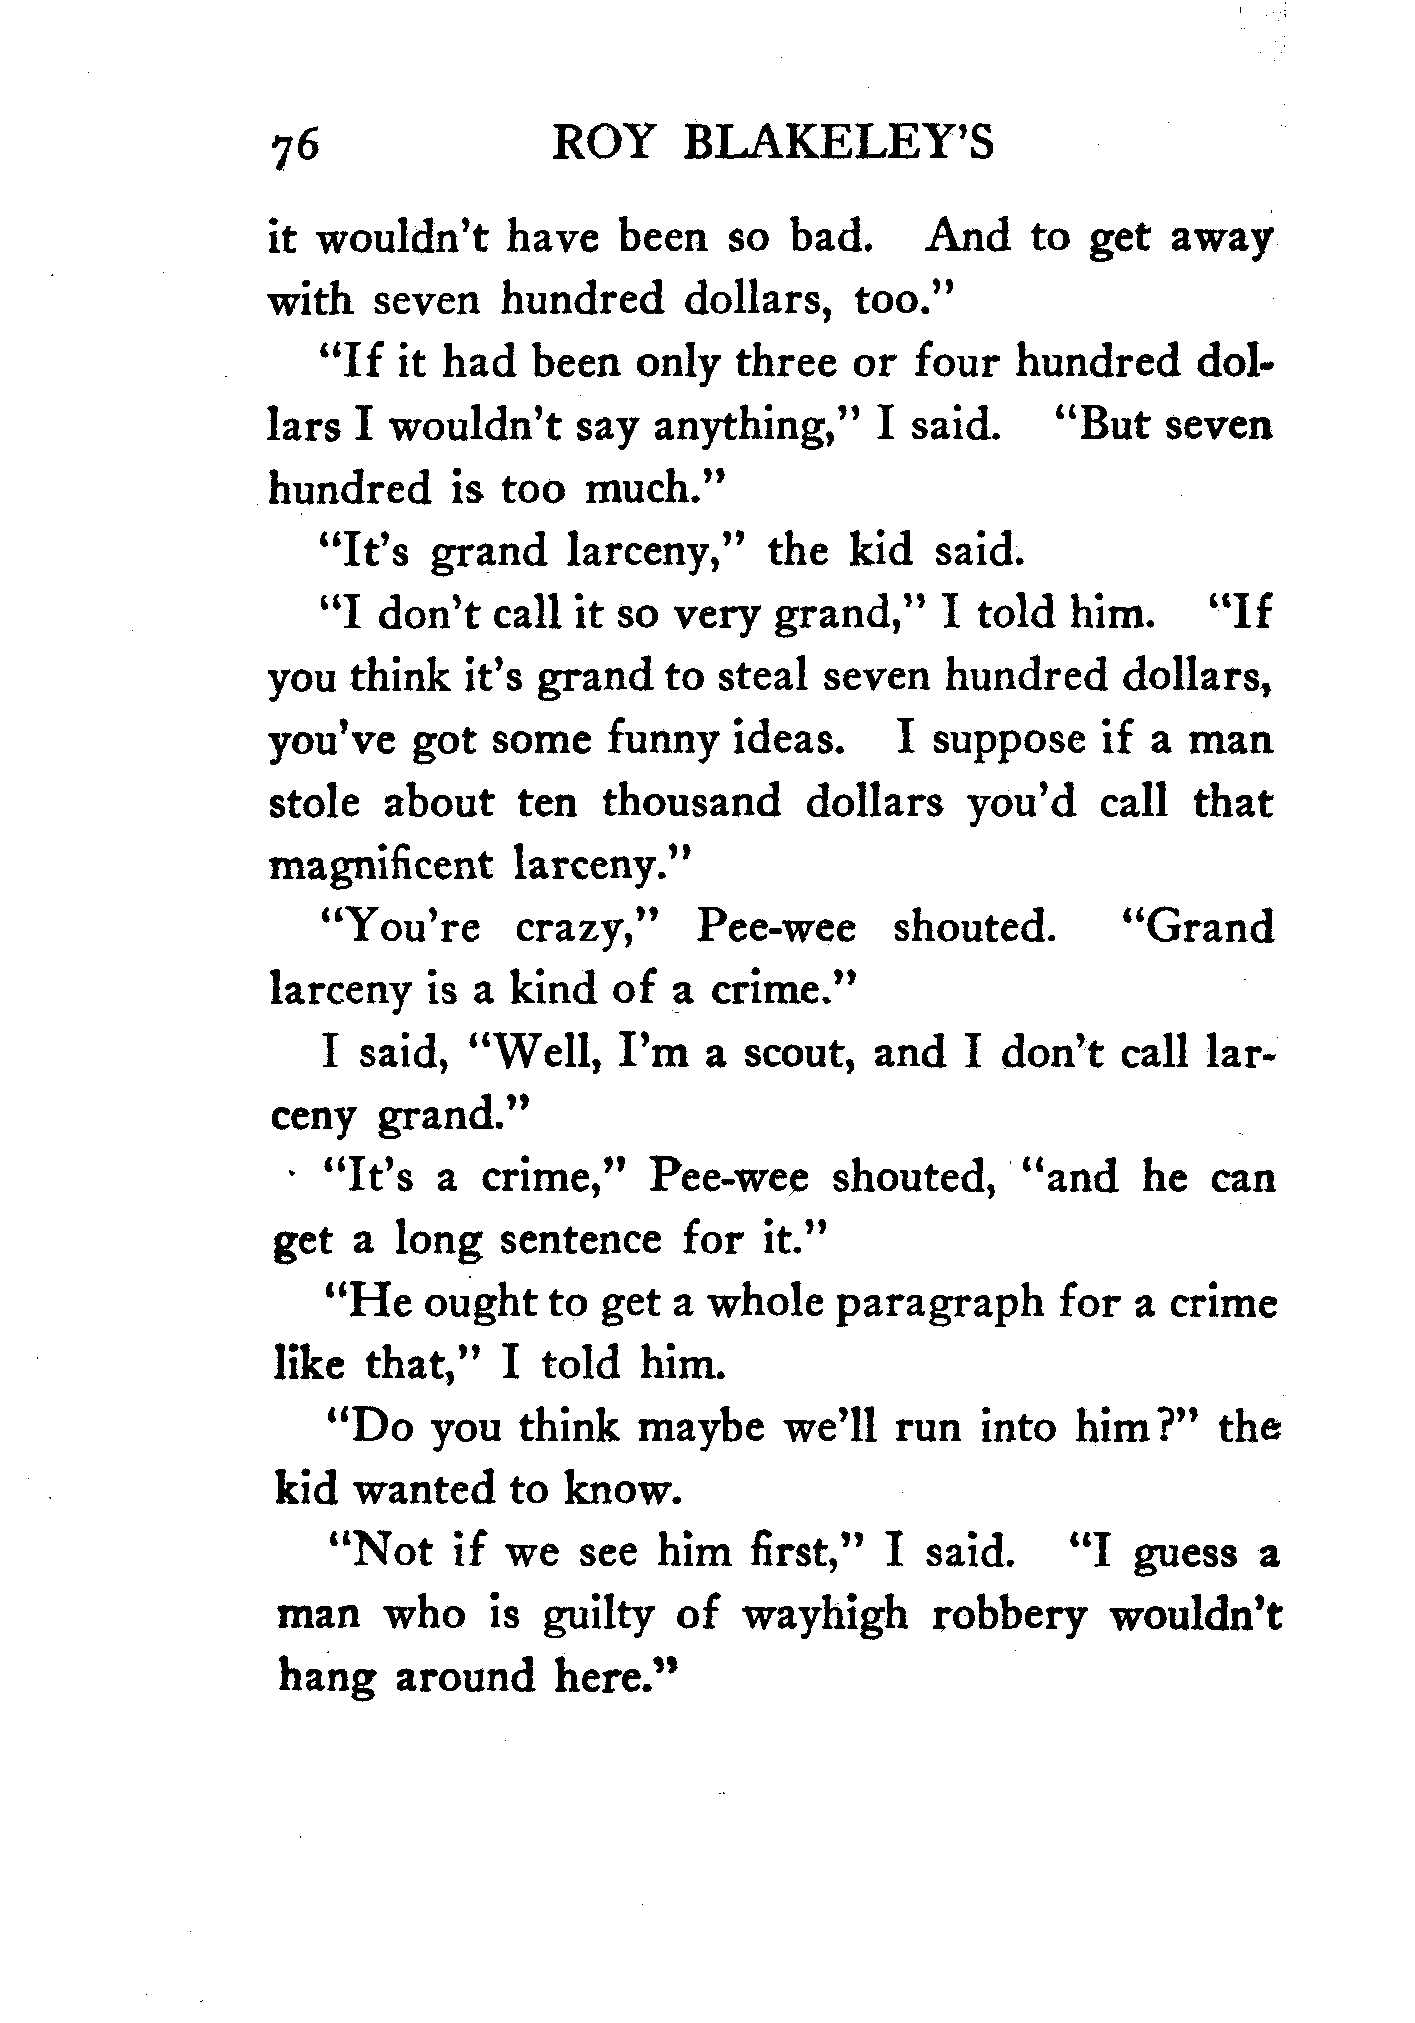 76 ROY BLAKELEY'S
it wouldn't have been so bad. And to get away
with seven hundred dollars, too."
"If it had been only three or four hundred dol-
lars I wouldn't say anything," I said. "But seven
hundred is too much."
"It's grand larceny," the kid said.
"I don't call it so very grand," I told him. "If
you think it's grand to steal seven hundred dollars,
you've got some funny ideas. I suppose if a man
stole about ten thousand dollars you'd call that
magnificent larceny."
"You're crazy," Pee-wee shouted. "Grand
larceny is a kind of a crime."
I said, "Well, I'm a scout, and I don't call lar-
ceny grand."
"It's a crime," Pee-wee shouted, "and he can
get a long sentence for it."
"He ought to get a whole paragraph for a crime
like that," I told him.
"Do you think maybe we'll run into him?" the
kid wanted to know.
"Not if we see him first," I said. "I guess a
man who is guilty of wayhigh robbery wouldn't
hang around here."